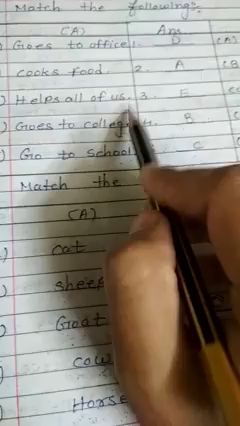 Match the following:
(A) Ans (A)
Goes to office 1. D
cooks food. 2. A (B
Helps all of us. 3. E
Goes to college 4. B
Go to school C
Match the
(A)
cat
sheep
Goat
cow
Horse